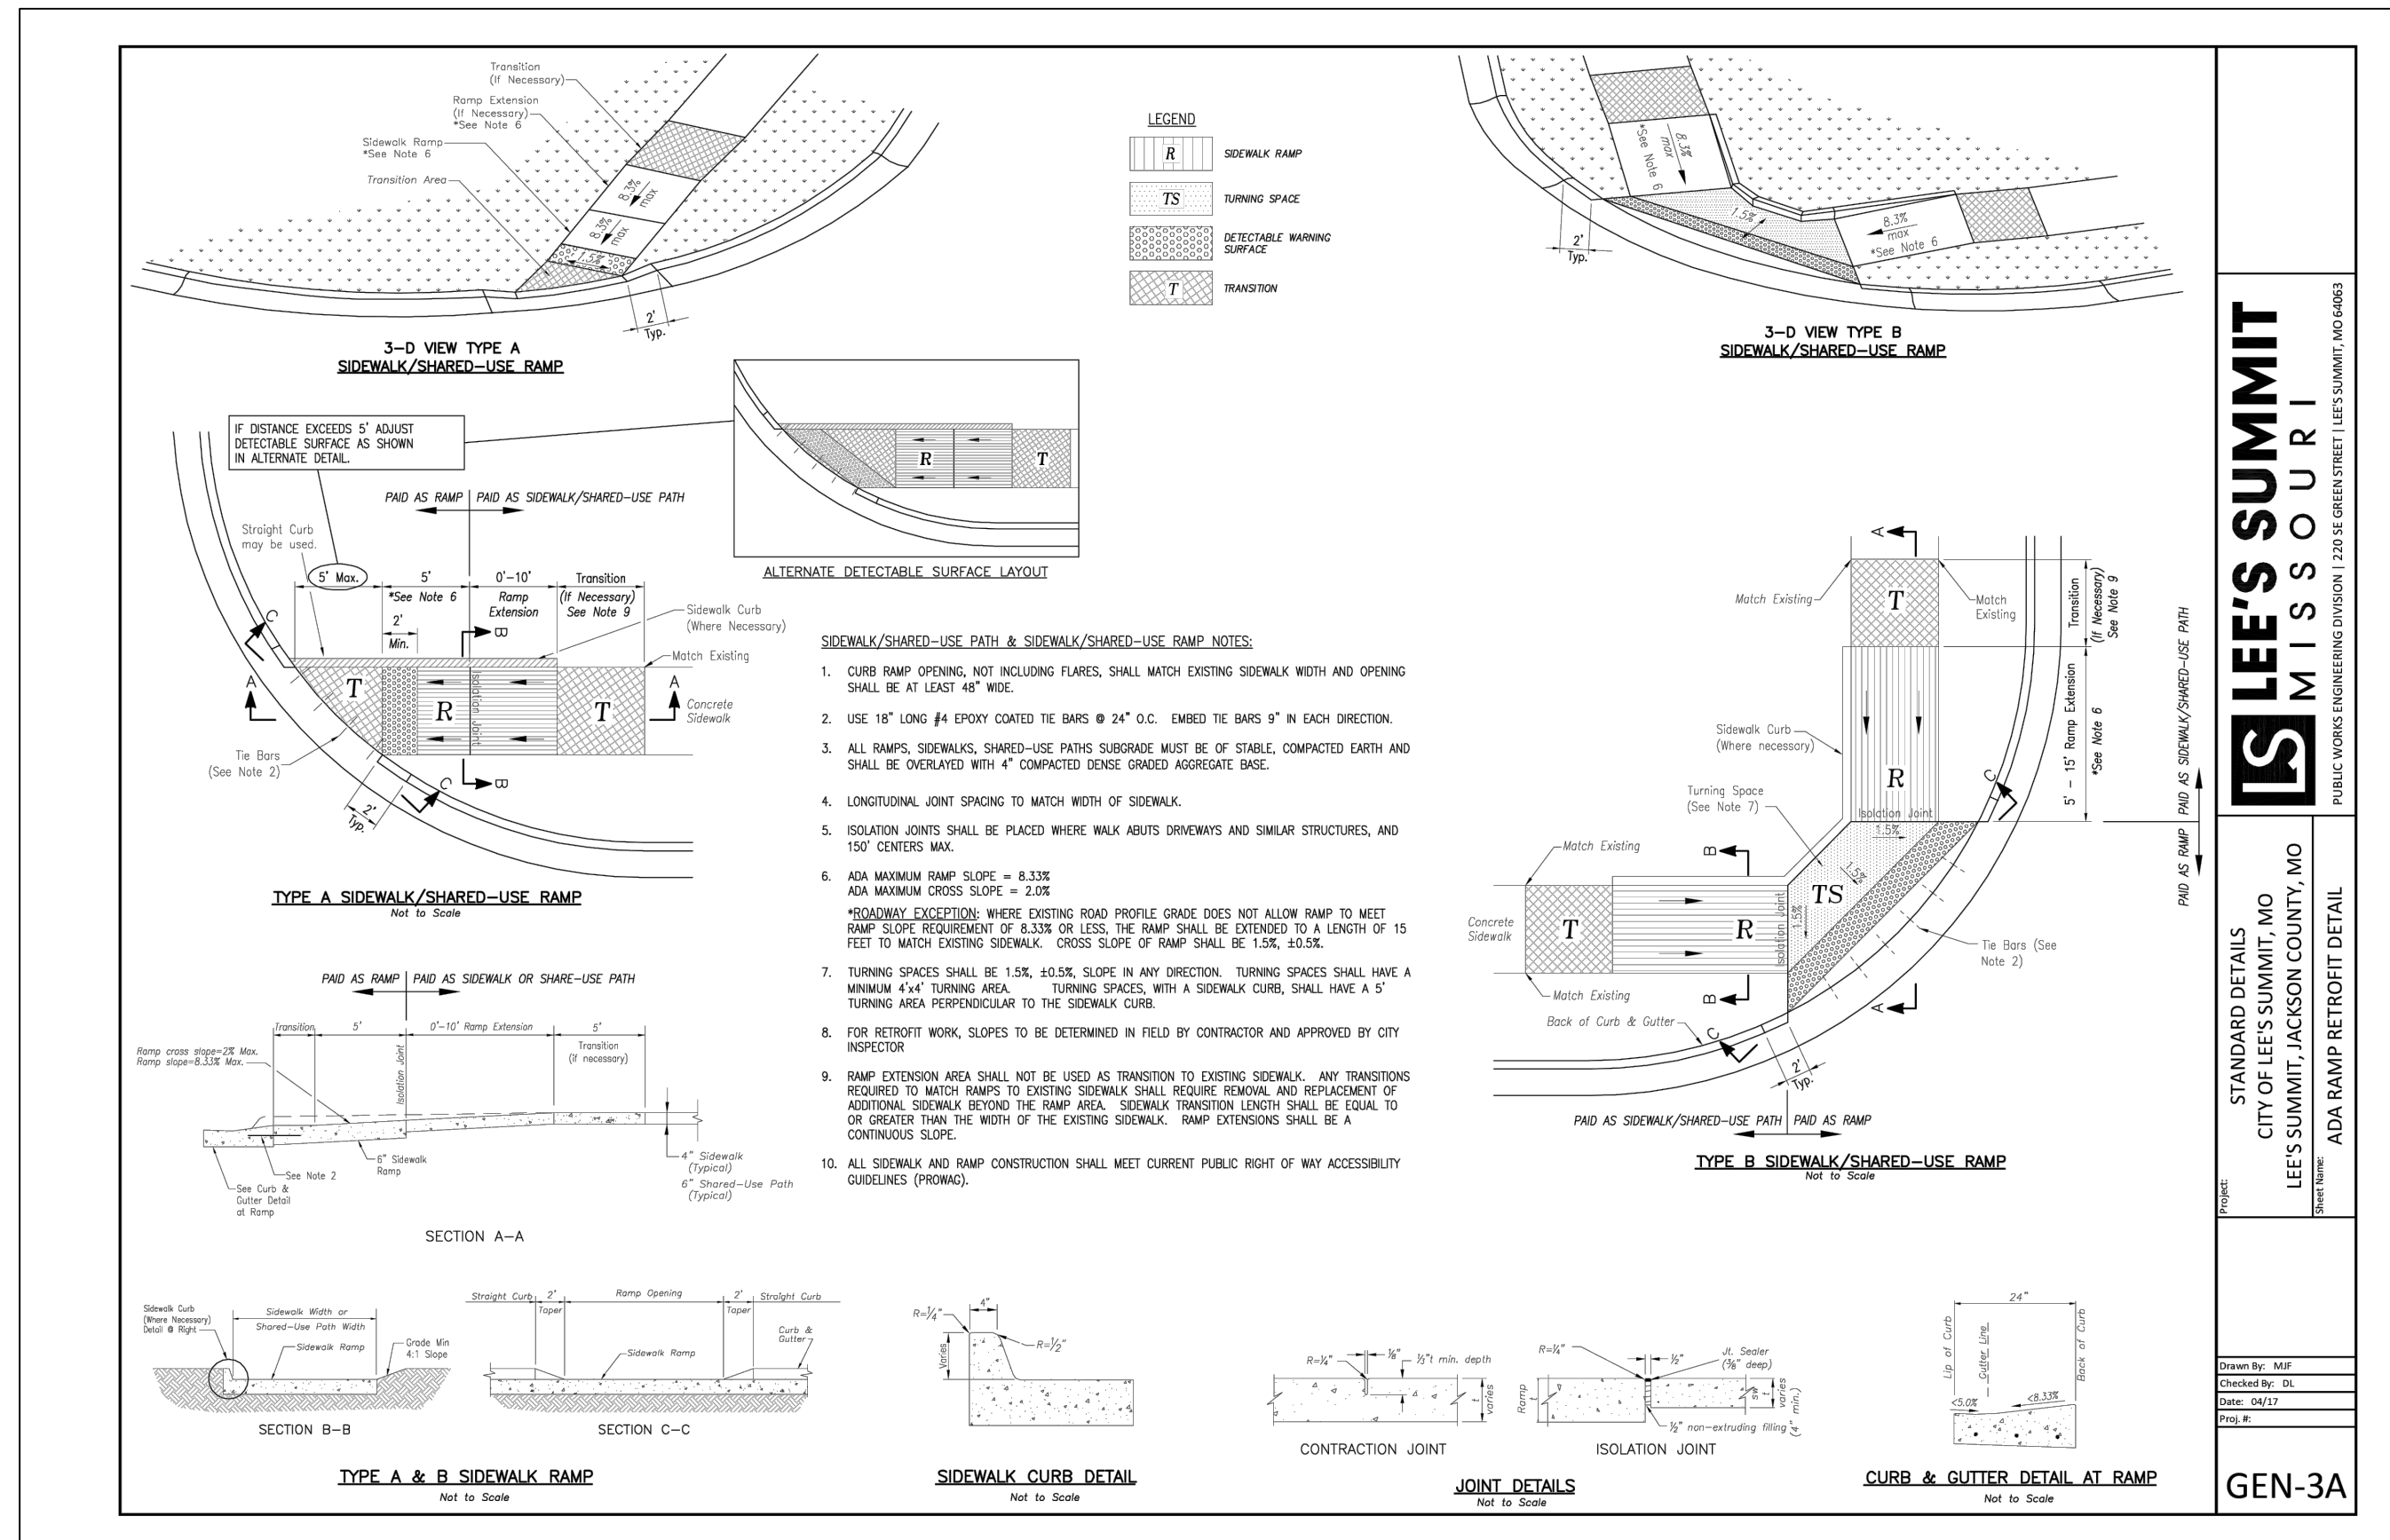 Transition
(If Necessary)
Ramp Extension
(If Necessary)
*See Note 6
Sidewalk Ramp
*See Note 6
Transition Area
8.3%
max
8.3%
max
1.5%
2'
Typ.
3-D VIEW TYPE A
SIDEWALK/SHARED-USE RAMP
LEGEND
R
SIDEWALK RAMP
TS
TURNING SPACE
DETECTABLE WARNING
SURFACE
T
TRANSITION
8.3%
max
*See Note 6
1.5%
8.3%
max
*See Note 6
2'
Typ.
3-D VIEW TYPE B
SIDEWALK/SHARED-USE RAMP
IF DISTANCE EXCEEDS 5' ADJUST
DETECTABLE SURFACE AS SHOWN
IN ALTERNATE DETAIL.
R
T
ALTERNATE DETECTABLE SURFACE LAYOUT
PAID AS RAMP
PAID AS SIDEWALK/SHARED-USE PATH
Straight Curb
may be used.
5' Max.
5'
*See Note 6
0'-10'
Ramp
Extension
Transition
(If Necessary)
See Note 9
2'
Min.
B
Sidewalk Curb
(Where Necessary)
Match Existing
C
A
T
R
Isolation Joint
T
A
Concrete
Sidewalk
Tie Bars
(See Note 2)
B
C
2'
Typ.
TYPE A SIDEWALK/SHARED-USE RAMP
Not to Scale
PAID AS RAMP
PAID AS SIDEWALK OR SHARE-USE PATH
Transition
5'
0'-10' Ramp Extension
5'
Transition
(if necessary)
Ramp cross slope=2% Max.
Ramp slope=8.33% Max.
Isolation Joint
See Note 2
6" Sidewalk
Ramp
See Curb &
Gutter Detail
at Ramp
4" Sidewalk
(Typical)
6" Shared-Use Path
(Typical)
SECTION A-A
SIDEWALK/SHARED-USE PATH & SIDEWALK/SHARED-USE RAMP NOTES:
1. CURB RAMP OPENING, NOT INCLUDING FLARES, SHALL MATCH EXISTING SIDEWALK WIDTH AND OPENING
SHALL BE AT LEAST 48" WIDE.
2. USE 18" LONG #4 EPOXY COATED TIE BARS @ 24" O.C. EMBED TIE BARS 9" IN EACH DIRECTION.
3. ALL RAMPS, SIDEWALKS, SHARED-USE PATHS SUBGRADE MUST BE OF STABLE, COMPACTED EARTH AND
SHALL BE OVERLAYED WITH 4" COMPACTED DENSE GRADED AGGREGATE BASE.
4. LONGITUDINAL JOINT SPACING TO MATCH WIDTH OF SIDEWALK.
5. ISOLATION JOINTS SHALL BE PLACED WHERE WALK ABUTS DRIVEWAYS AND SIMILAR STRUCTURES, AND
150' CENTERS MAX.
6. ADA MAXIMUM RAMP SLOPE = 8.33%
ADA MAXIMUM CROSS SLOPE = 2.0%
*ROADWAY EXCEPTION: WHERE EXISTING ROAD PROFILE GRADE DOES NOT ALLOW RAMP TO MEET
RAMP SLOPE REQUIREMENT OF 8.33% OR LESS, THE RAMP SHALL BE EXTENDED TO A LENGTH OF 15
FEET TO MATCH EXISTING SIDEWALK. CROSS SLOPE OF RAMP SHALL BE 1.5%, ±0.5%.
7. TURNING SPACES SHALL BE 1.5%, ±0.5%, SLOPE IN ANY DIRECTION. TURNING SPACES SHALL HAVE A
MINIMUM 4'x4' TURNING AREA. TURNING SPACES, WITH A SIDEWALK CURB, SHALL HAVE A 5'
TURNING AREA PERPENDICULAR TO THE SIDEWALK CURB.
8. FOR RETROFIT WORK, SLOPES TO BE DETERMINED IN FIELD BY CONTRACTOR AND APPROVED BY CITY
INSPECTOR
9. RAMP EXTENSION AREA SHALL NOT BE USED AS TRANSITION TO EXISTING SIDEWALK. ANY TRANSITIONS
REQUIRED TO MATCH RAMPS TO EXISTING SIDEWALK SHALL REQUIRE REMOVAL AND REPLACEMENT OF
ADDITIONAL SIDEWALK BEYOND THE RAMP AREA. SIDEWALK TRANSITION LENGTH SHALL BE EQUAL TO
OR GREATER THAN THE WIDTH OF THE EXISTING SIDEWALK. RAMP EXTENSIONS SHALL BE A
CONTINUOUS SLOPE.
10. ALL SIDEWALK AND RAMP CONSTRUCTION SHALL MEET CURRENT PUBLIC RIGHT OF WAY ACCESSIBILITY
GUIDELINES (PROWAG).
A
Match Existing
T
Match
Existing
Transition
(If Necessary)
See Note 9
PAID AS SIDEWALK/SHARED-USE PATH
5' - 15' Ramp Extension
*See Note 6
Sidewalk Curb
(Where necessary)
R
Turning Space
(See Note 7)
Isolation Joint
1.5%
C
PAID AS RAMP
Match Existing
B
1.5%
TS
1.5%
Isolation Joint
Concrete
Sidewalk
T
R
Tie Bars (See
Note 2)
Match Existing
B
A
Back of Curb & Gutter
C
2'
Typ.
PAID AS SIDEWALK/SHARED-USE PATH
PAID AS RAMP
TYPE B SIDEWALK/SHARED-USE RAMP
Not to Scale
Sidewalk Curb
(Where Necessary)
Detail @ Right
Sidewalk Width or
Shared-Use Path Width
Sidewalk Ramp
Grade Min
4:1 Slope
SECTION B-B
Straight Curb
2'
Taper
Ramp Opening
2'
Taper
Straight Curb
Curb &
Gutter
Sidewalk Ramp
SECTION C-C
TYPE A & B SIDEWALK RAMP
Not to Scale
4"
R=1/4"
R=1/2"
Varies
SIDEWALK CURB DETAIL
Not to Scale
R=1/4"
1/8"
1/3"t min. depth
t
varies
CONTRACTION JOINT
R=1/4"
1/2"
Jt. Sealer
(3/8" deep)
Ramp
t
sw
t
varies
(4" min.)
1/2" non-extruding filling
ISOLATION JOINT
JOINT DETAILS
Not to Scale
24"
Lip of Curb
Gutter Line
Back of Curb
<5.0%
<8.33%
CURB & GUTTER DETAIL AT RAMP
Not to Scale
LS
LEE'S SUMMIT
MISSOURI
PUBLIC WORKS ENGINEERING DIVISION | 220 SE GREEN STREET | LEE'S SUMMIT, MO 64063
Project:
STANDARD DETAILS
CITY OF LEE'S SUMMIT, MO
LEE'S SUMMIT, JACKSON COUNTY, MO
Sheet Name:
ADA RAMP RETROFIT DETAIL
Drawn By: MJF
Checked By: DL
Date: 04/17
Proj. #:
GEN-3A